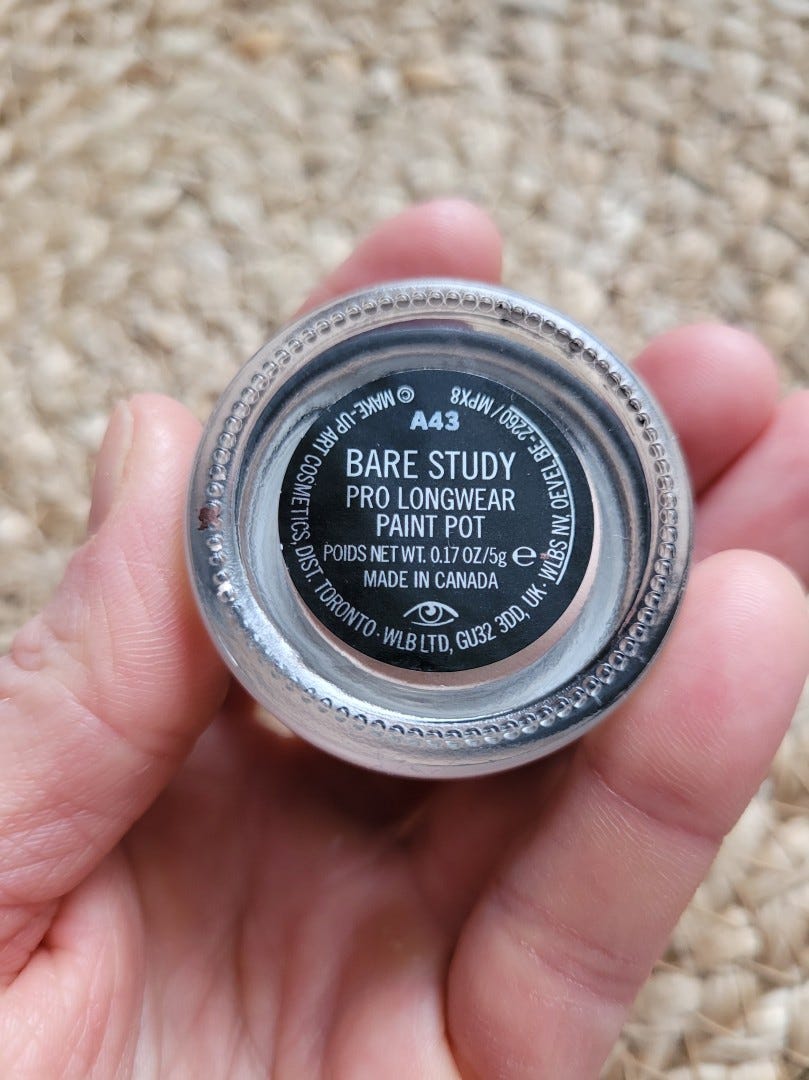 A43
BARE STUDY
PRO LONGWEAR
PAINT POT
POIDS NET WT. 0.17 OZ/5g e
MADE IN CANADA
© MAKE-UP ART COSMETICS, DIST. TORONTO · WLB LTD, GU32 3DD, UK · WLBS NV, OEVEL BE-2260 / MPX8